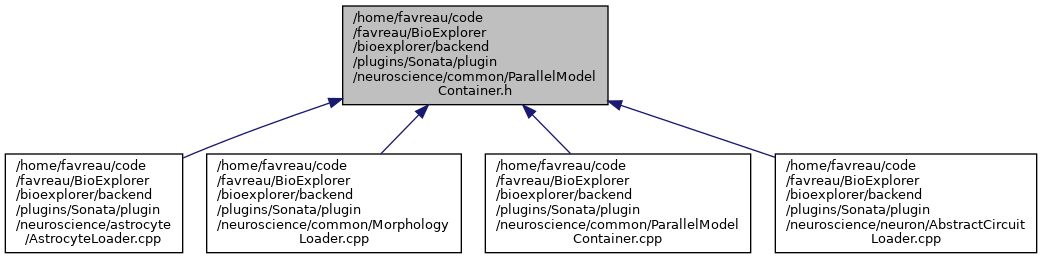 /home/favreau/code
/favreau/BioExplorer
/bioexplorer/backend
/plugins/Sonata/plugin
/neuroscience/common/ParallelModel
Container.h
/home/favreau/code
/favreau/BioExplorer
/bioexplorer/backend
/plugins/Sonata/plugin
/neuroscience/astrocyte
/AstrocyteLoader.cpp
/home/favreau/code
/favreau/BioExplorer
/bioexplorer/backend
/plugins/Sonata/plugin
/neuroscience/common/Morphology
Loader.cpp
/home/favreau/code
/favreau/BioExplorer
/bioexplorer/backend
/plugins/Sonata/plugin
/neuroscience/common/ParallelModel
Container.cpp
/home/favreau/code
/favreau/BioExplorer
/bioexplorer/backend
/plugins/Sonata/plugin
/neuroscience/neuron/AbstractCircuit
Loader.cpp